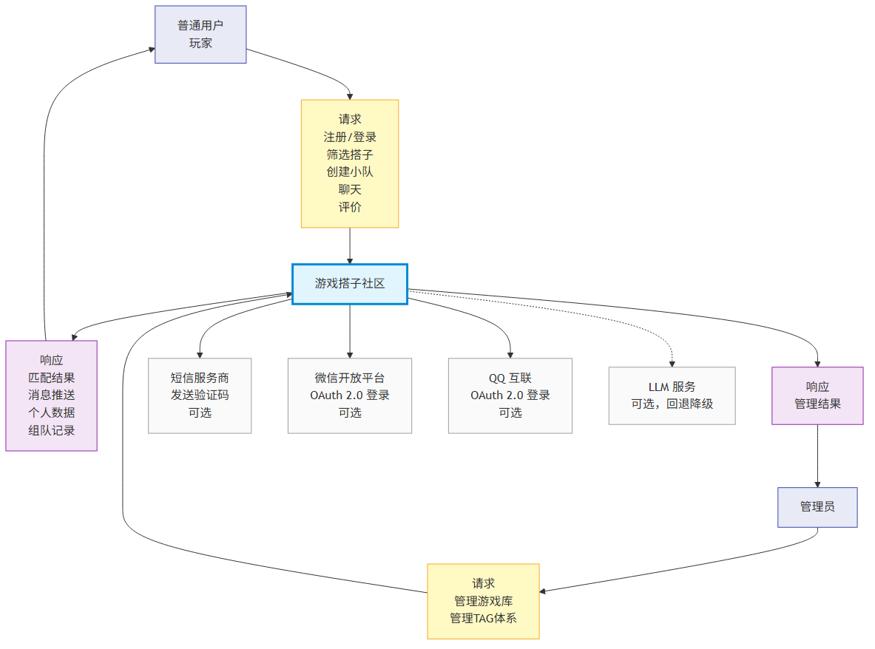 普通用户
玩家
请求
注册/登录
筛选搭子
创建小队
聊天
评价
游戏搭子社区
响应
匹配结果
消息推送
个人数据
组队记录
短信服务商
发送验证码
可选
微信开放平台
OAuth 2.0 登录
可选
QQ 互联
OAuth 2.0 登录
可选
LLM 服务
可选，回退降级
响应
管理结果
管理员
请求
管理游戏库
管理TAG体系